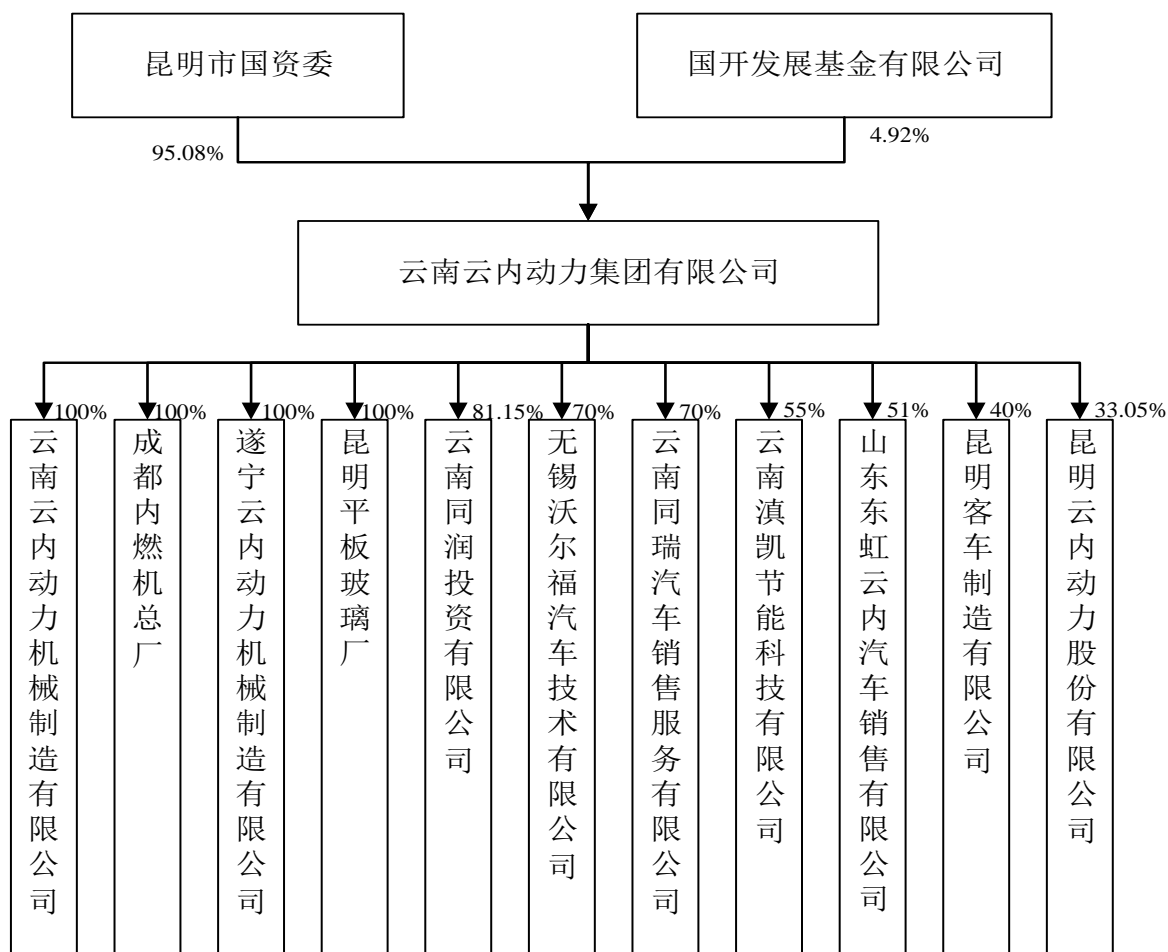 昆明市国资委
国开发展基金有限公司
95.08%
4.92%
云南云内动力集团有限公司
100%
100%
100%
100%
81.15%
70%
70%
55%
51%
40%
33.05%
云南云内动力机械制造有限公司
成都内燃机总厂
遂宁云内动力机械制造有限公司
昆明平板玻璃厂
云南同润投资有限公司
无锡沃尔福汽车技术有限公司
云南同瑞汽车销售服务有限公司
云南滇凯节能科技有限公司
山东东虹云内汽车销售有限公司
昆明客车制造有限公司
昆明云内动力股份有限公司